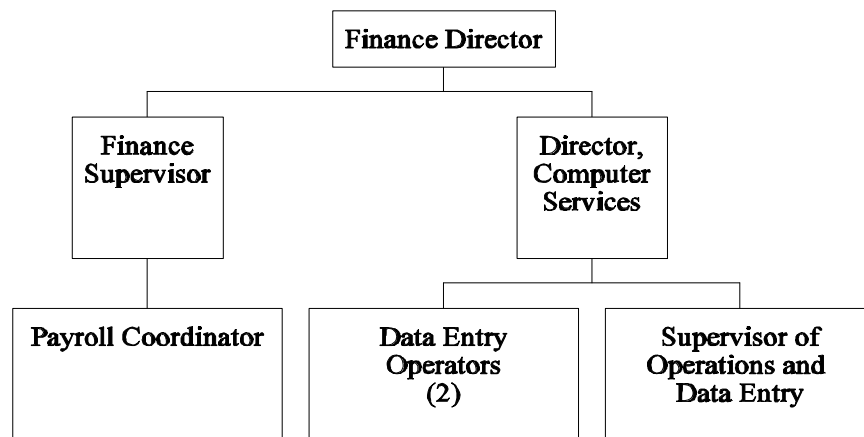 Finance Director
Finance
Supervisor
Director,
Computer
Services
Payroll Coordinator
Data Entry
Operators
(2)
Supervisor of
Operations and
Data Entry